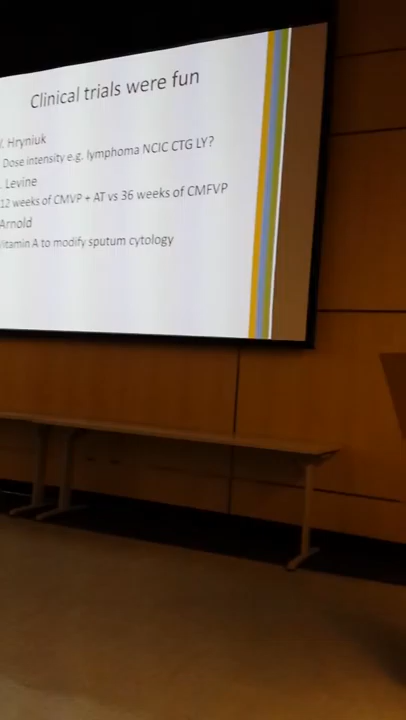 Clinical trials were fun
. Hryniuk
Dose intensity e.g. lymphoma NCIC CTG LY?
. Levine
12 weeks of CMVP + AT vs 36 weeks of CMFVP
Arnold
Vitamin A to modify sputum cytology